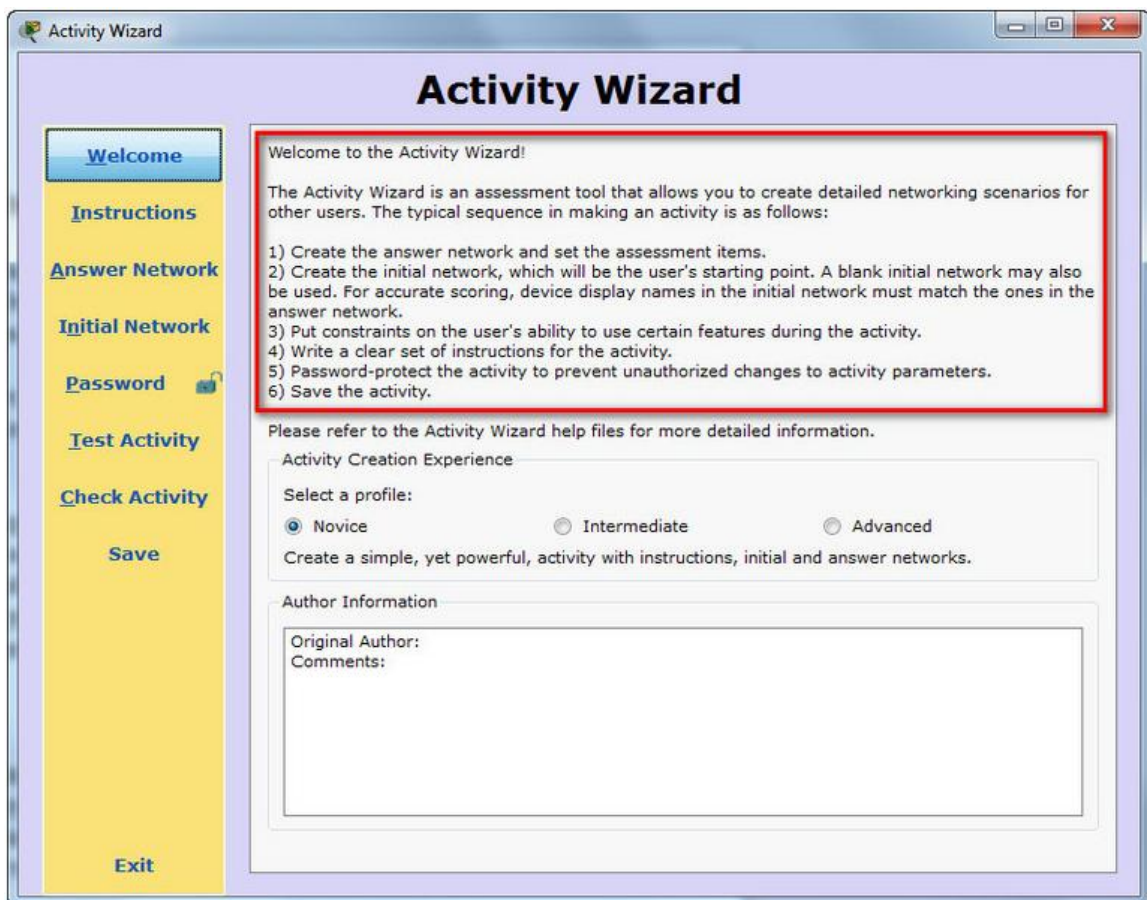 Activity Wizard
Activity Wizard
Welcome
Instructions
Answer Network
Initial Network
Password
Test Activity
Check Activity
Save
Exit
Welcome to the Activity Wizard!
The Activity Wizard is an assessment tool that allows you to create detailed networking scenarios for
other users. The typical sequence in making an activity is as follows:
1) Create the answer network and set the assessment items.
2) Create the initial network, which will be the user's starting point. A blank initial network may also
be used. For accurate scoring, device display names in the initial network must match the ones in the
answer network.
3) Put constraints on the user's ability to use certain features during the activity.
4) Write a clear set of instructions for the activity.
5) Password-protect the activity to prevent unauthorized changes to activity parameters.
6) Save the activity.
Please refer to the Activity Wizard help files for more detailed information.
Activity Creation Experience
Select a profile:
Novice Intermediate Advanced
Create a simple, yet powerful, activity with instructions, initial and answer networks.
Author Information
Original Author:
Comments: